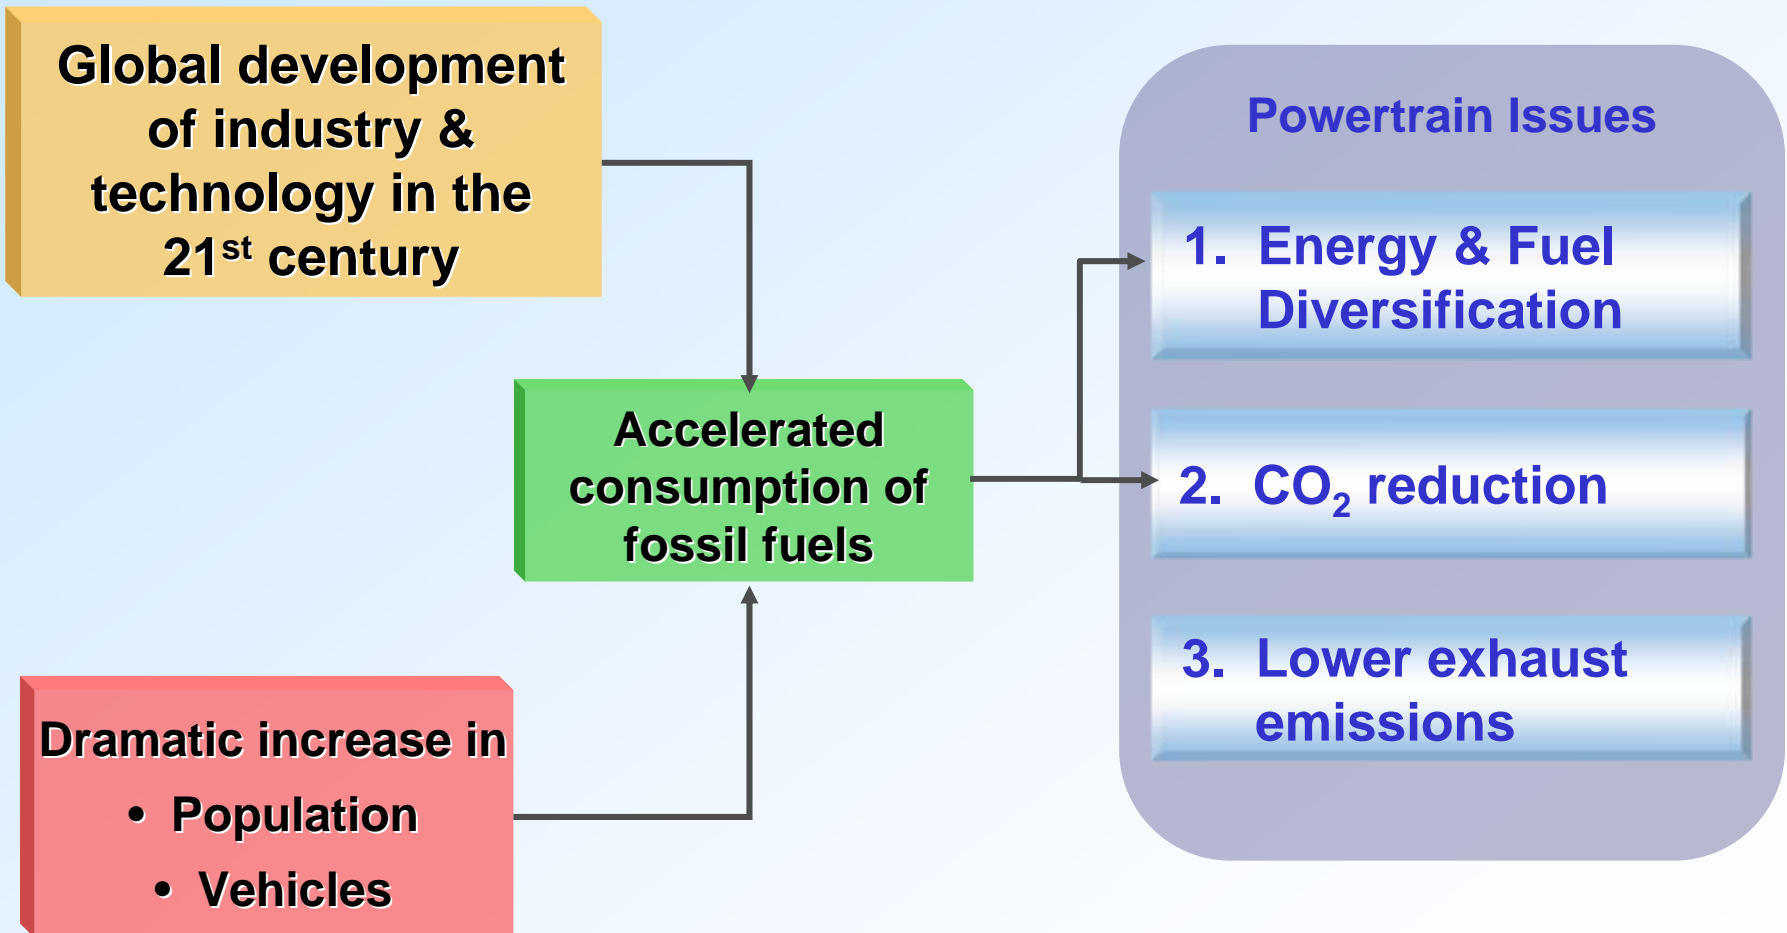 Global development
of industry &
technology in the
21st century
Accelerated
consumption of
fossil fuels
Dramatic increase in
• Population
• Vehicles
Powertrain Issues
1. Energy & Fuel
Diversification
2. CO₂ reduction
3. Lower exhaust
emissions